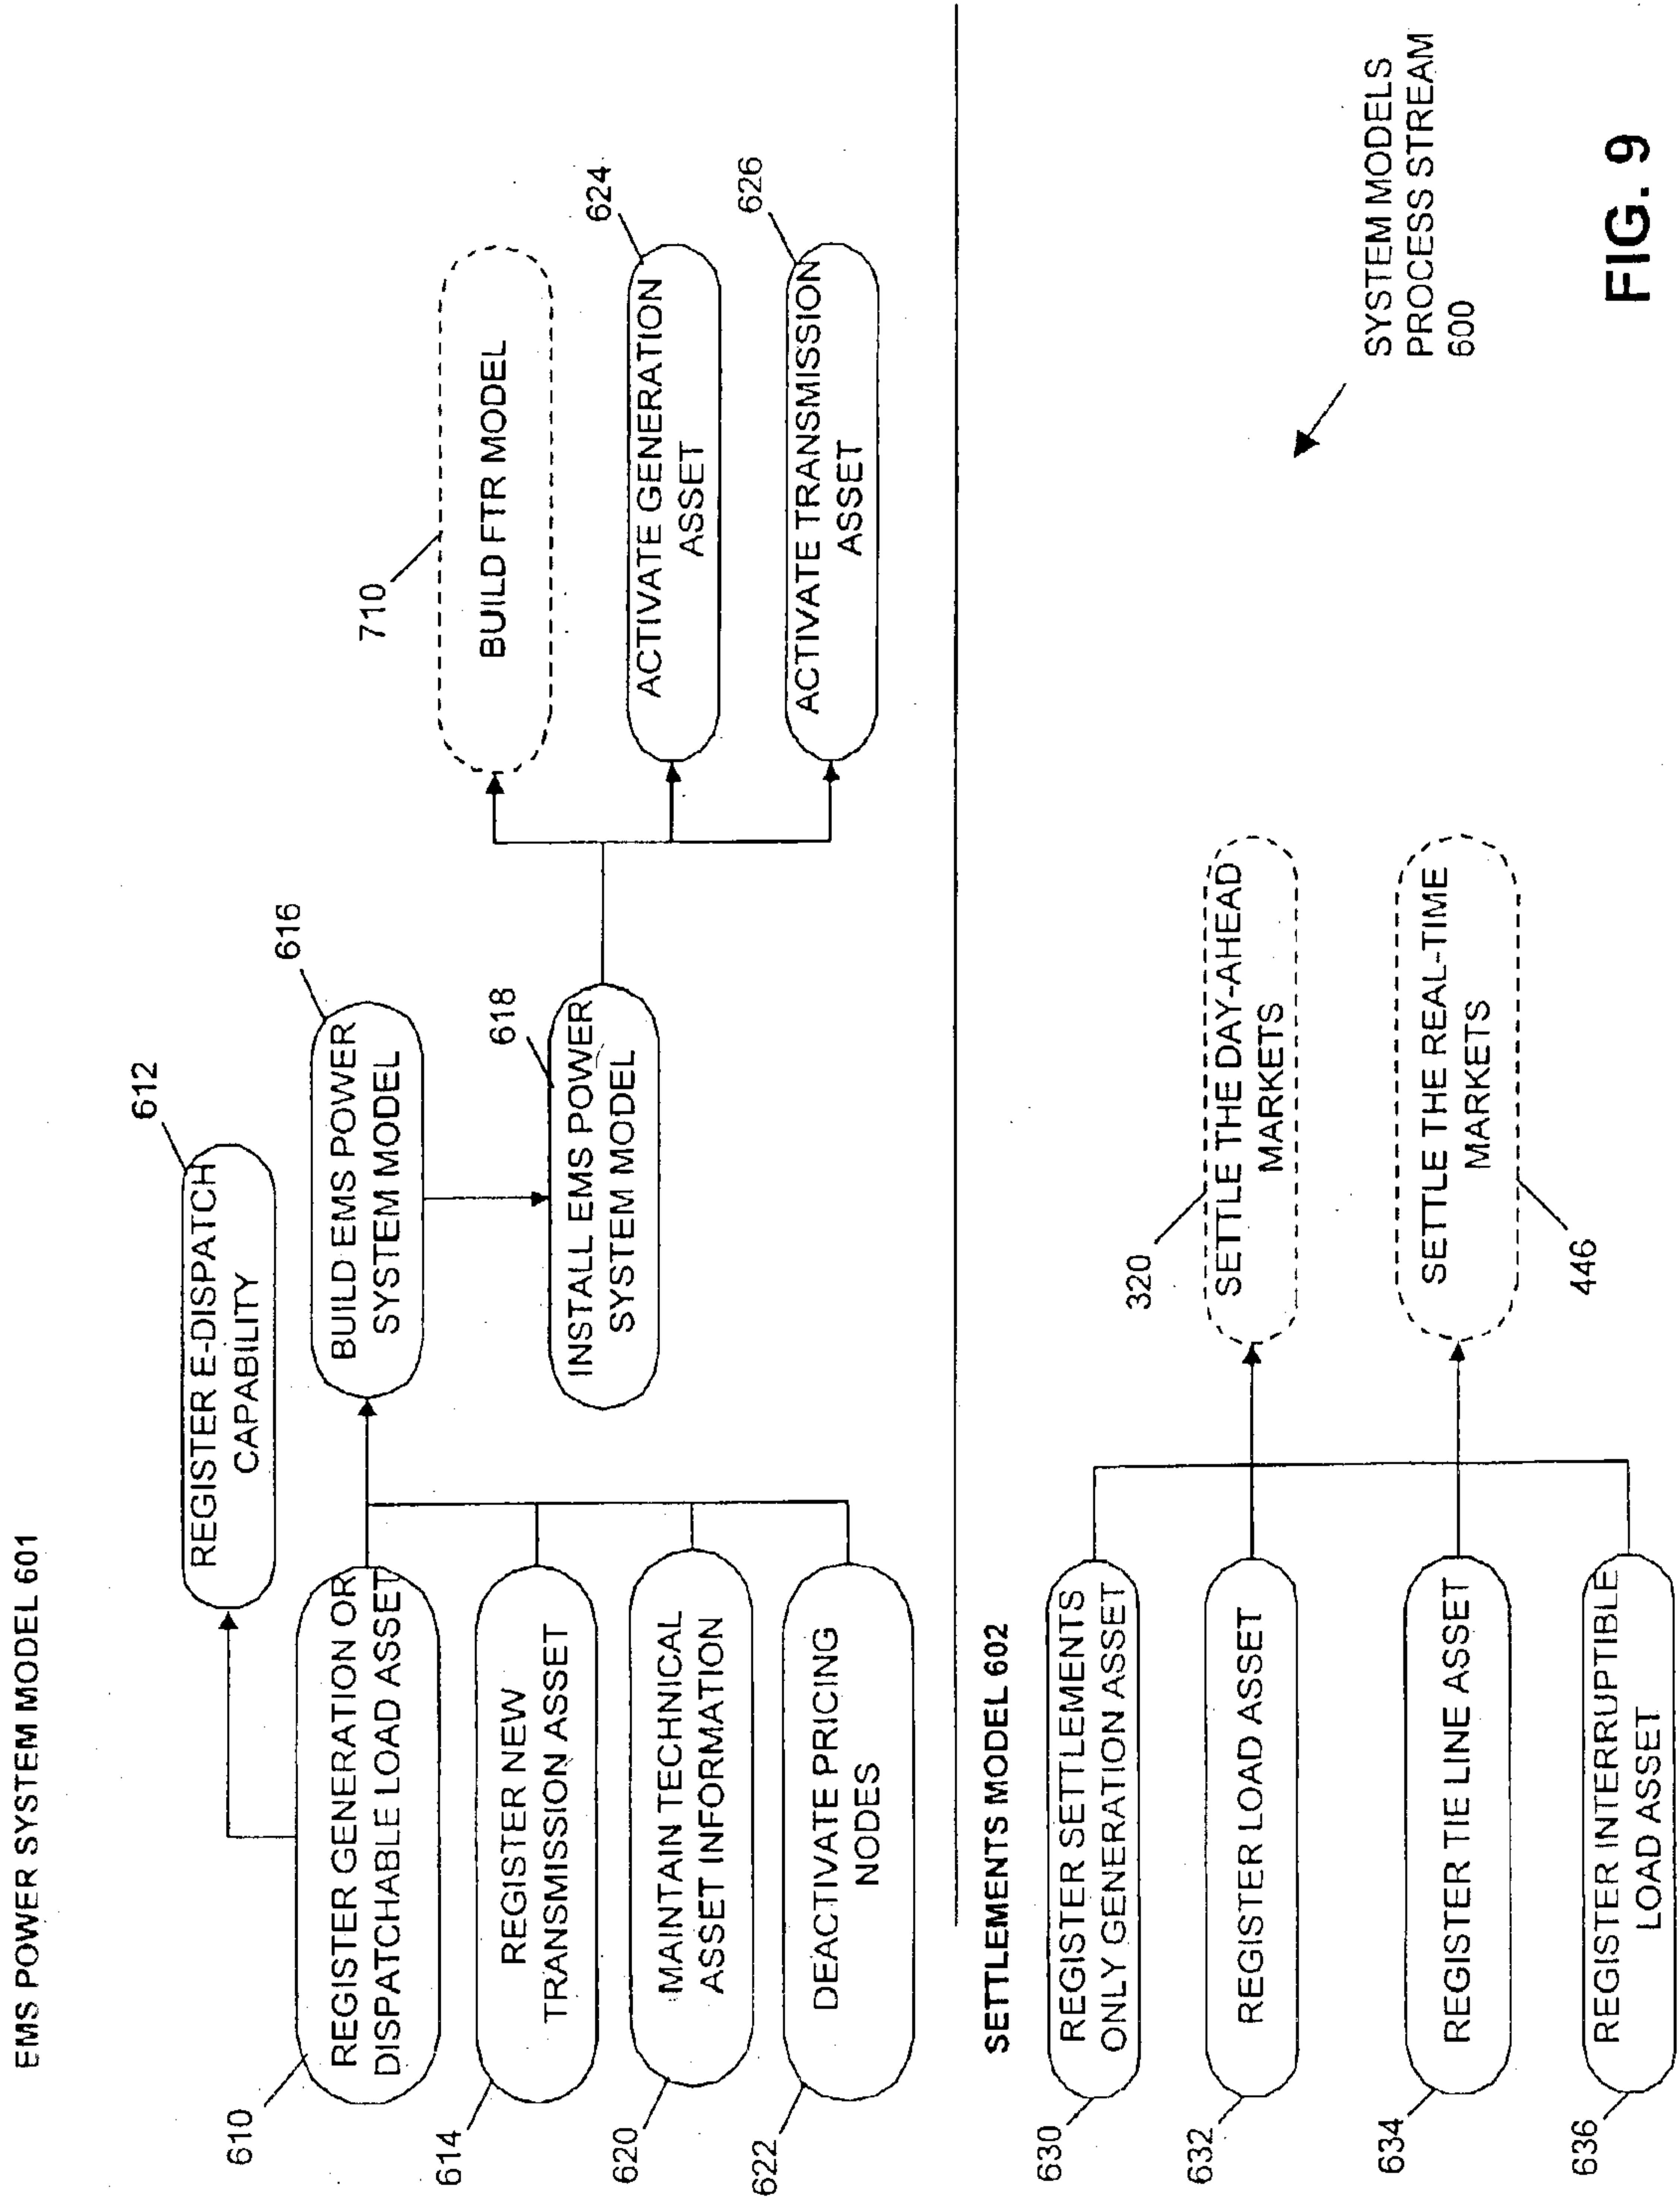 EMS POWER SYSTEM MODEL 601
612
REGISTER E-DISPATCH
CAPABILITY
610
REGISTER GENERATION OR
DISPATCHABLE LOAD ASSET
616
BUILD EMS POWER
SYSTEM MODEL
710
BUILD FTR MODEL
614
REGISTER NEW
TRANSMISSION ASSET
618
INSTALL EMS POWER
SYSTEM MODEL
624
ACTIVATE GENERATION
ASSET
620
MAINTAIN TECHNICAL
ASSET INFORMATION
626
ACTIVATE TRANSMISSION
ASSET
622
DEACTIVATE PRICING
NODES
SETTLEMENTS MODEL 602
630
REGISTER SETTLEMENTS
ONLY GENERATION ASSET
632
REGISTER LOAD ASSET
320
SETTLE THE DAY-AHEAD
MARKETS
634
REGISTER TIE LINE ASSET
SETTLE THE REAL-TIME
MARKETS
446
636
REGISTER INTERRUPTIBLE
LOAD ASSET
SYSTEM MODELS
PROCESS STREAM
600
FIG. 9